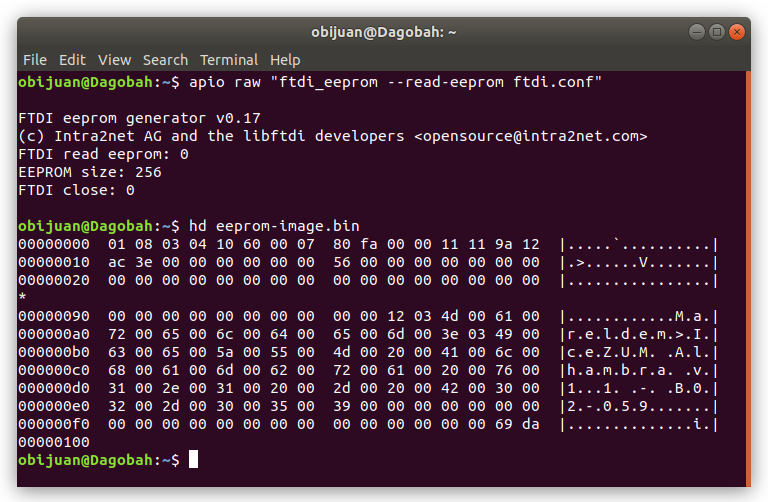 obijuan@Dagobah: ~
File Edit View Search Terminal Help
obijuan@Dagobah:~$ apio raw "ftdi_eeprom --read-eeprom ftdi.conf"
FTDI eeprom generator v0.17
(c) Intra2net AG and the libftdi developers <opensource@intra2net.com>
FTDI read eeprom: 0
EEPROM size: 256
FTDI close: 0
obijuan@Dagobah:~$ hd eeprom-image.bin
00000000  01 08 03 04 10 60 00 07  80 fa 00 00 11 11 9a 12  |.....`..........|
00000010  ac 3e 00 00 00 00 00 00  56 00 00 00 00 00 00 00  |.>......V.......|
00000020  00 00 00 00 00 00 00 00  00 00 00 00 00 00 00 00  |................|
*
00000090  00 00 00 00 00 00 00 00  00 00 12 03 4d 00 61 00  |............M.a.|
000000a0  72 00 65 00 6c 00 64 00  65 00 6d 00 3e 03 49 00  |r.e.l.d.e.m.>.I.|
000000b0  63 00 65 00 5a 00 55 00  4d 00 20 00 41 00 6c 00  |c.e.Z.U.M. .A.l.|
000000c0  68 00 61 00 6d 00 62 00  72 00 61 00 20 00 76 00  |h.a.m.b.r.a. .v.|
000000d0  31 00 2e 00 31 00 20 00  2d 00 20 00 42 00 30 00  |1...1. .-. .B.0.|
000000e0  32 00 2d 00 30 00 35 00  39 00 00 00 00 00 00 00  |2.-.0.5.9.......|
000000f0  00 00 00 00 00 00 00 00  00 00 00 00 00 00 69 da  |..............i.|
00000100
obijuan@Dagobah:~$